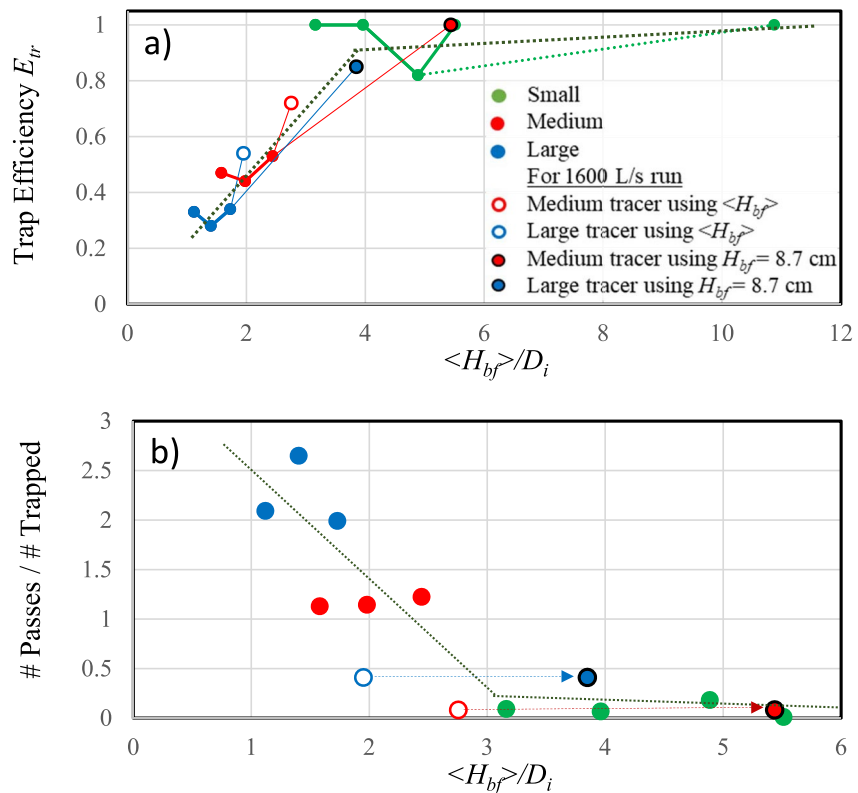 a)
Trap Efficiency E_tr
1
0.8
0.6
0.4
0.2
0
0 2 4 6 8 10 12
<H_bf>/D_i
Small
Medium
Large
For 1600 L/s run
Medium tracer using <H_bf>
Large tracer using <H_bf>
Medium tracer using H_bf = 8.7 cm
Large tracer using H_bf = 8.7 cm
b)
# Passes / # Trapped
3
2.5
2
1.5
1
0.5
0
0 1 2 3 4 5 6
<H_bf>/D_i